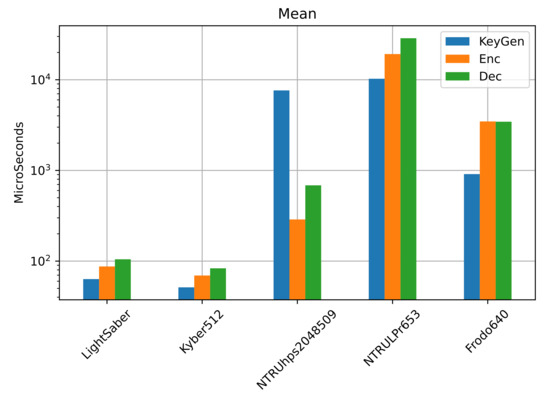 Mean
KeyGen
Enc
Dec
MicroSeconds
10^4
10^3
10^2
LightSaber
Kyber512
NTRUhps2048509
NTRULPr653
Frodo640